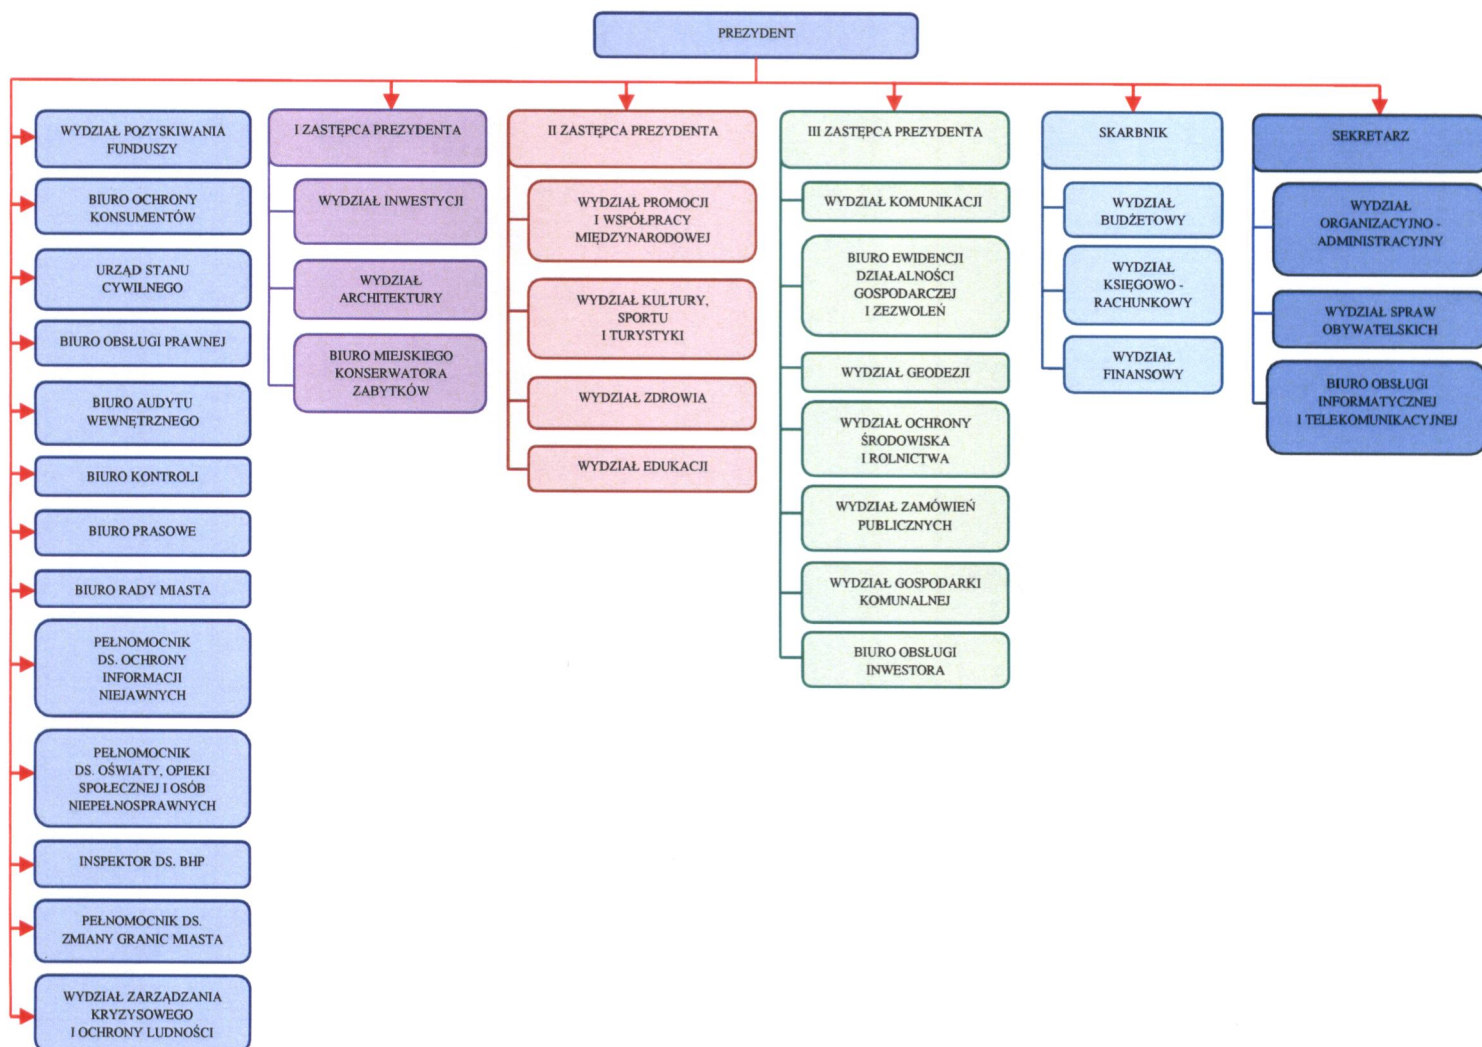 PREZYDENT
WYDZIAŁ POZYSKIWANIA
FUNDUSZY
BIURO OCHRONY
KONSUMENTÓW
URZĄD STANU
CYWILNEGO
BIURO OBSŁUGI PRAWNEJ
BIURO AUDYTU
WEWNĘTRZNEGO
BIURO KONTROLI
BIURO PRASOWE
BIURO RADY MIASTA
PEŁNOMOCNIK
DS. OCHRONY
INFORMACJI
NIEJAWNYCH
PEŁNOMOCNIK
DS. OŚWIATY, OPIEKI
SPOŁECZNEJ I OSÓB
NIEPEŁNOSPRAWNYCH
INSPEKTOR DS. BHP
PEŁNOMOCNIK DS.
ZMIANY GRANIC MIASTA
WYDZIAŁ ZARZĄDZANIA
KRYZYSOWEGO
I OCHRONY LUDNOŚCI
I ZASTĘPCA PREZYDENTA
WYDZIAŁ INWESTYCJI
WYDZIAŁ
ARCHITEKTURY
BIURO MIEJSKIEGO
KONSERWATORA
ZABYTKÓW
II ZASTĘPCA PREZYDENTA
WYDZIAŁ PROMOCJI
I WSPÓŁPRACY
MIĘDZYNARODOWEJ
WYDZIAŁ KULTURY,
SPORTU
I TURYSTYKI
WYDZIAŁ ZDROWIA
WYDZIAŁ EDUKACJI
III ZASTĘPCA PREZYDENTA
WYDZIAŁ KOMUNIKACJI
BIURO EWIDENCJI
DZIAŁALNOŚCI
GOSPODARCZEJ
I ZEZWOLEŃ
WYDZIAŁ GEODEZJI
WYDZIAŁ OCHRONY
ŚRODOWISKA
I ROLNICTWA
WYDZIAŁ ZAMÓWIEŃ
PUBLICZNYCH
WYDZIAŁ GOSPODARKI
KOMUNALNEJ
BIURO OBSŁUGI
INWESTORA
SKARBNIK
WYDZIAŁ
BUDŻETOWY
WYDZIAŁ
KSIĘGOWO -
RACHUNKOWY
WYDZIAŁ
FINANSOWY
SEKRETARZ
WYDZIAŁ
ORGANIZACYJNO -
ADMINISTRACYJNY
WYDZIAŁ SPRAW
OBYWATELSKICH
BIURO OBSŁUGI
INFORMATYCZNEJ
I TELEKOMUNIKACYJNEJ